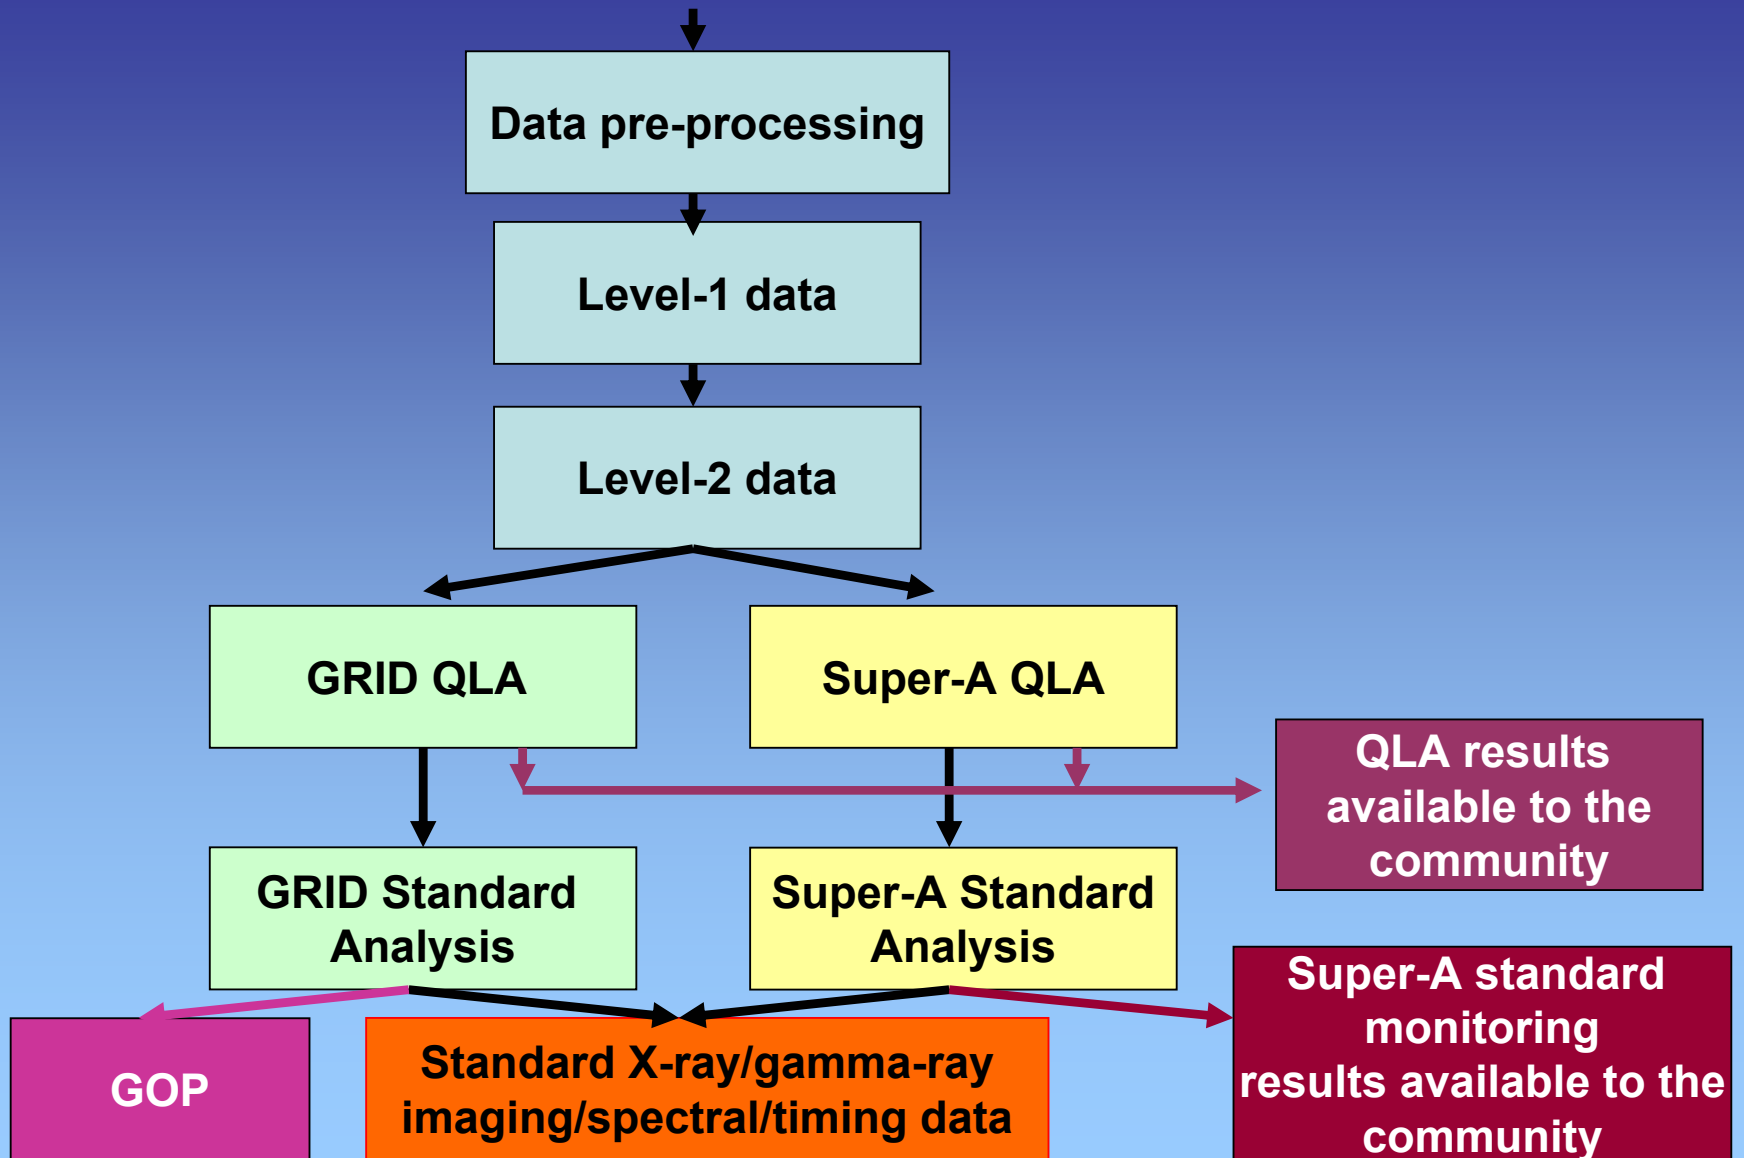 Data pre-processing
Level-1 data
Level-2 data
GRID QLA
Super-A QLA
QLA results
available to the
community
GRID Standard
Analysis
Super-A Standard
Analysis
GOP
Standard X-ray/gamma-ray
imaging/spectral/timing data
Super-A standard
monitoring
results available to the
community